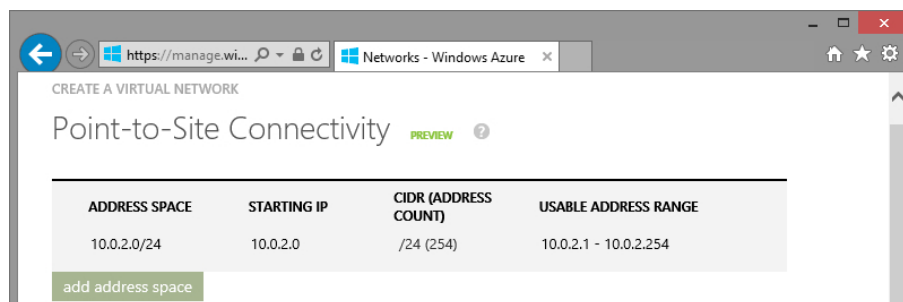 https://manage.wi...
Networks - Windows Azure
CREATE A VIRTUAL NETWORK
Point-to-Site Connectivity PREVIEW ?
ADDRESS SPACE STARTING IP CIDR (ADDRESS COUNT) USABLE ADDRESS RANGE
10.0.2.0/24 10.0.2.0 /24 (254) 10.0.2.1 - 10.0.2.254
add address space